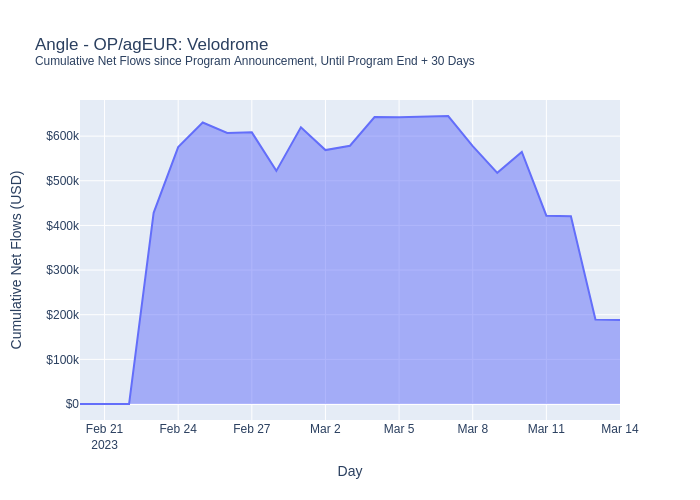 Angle - OP/agEUR: Velodrome
Cumulative Net Flows since Program Announcement, Until Program End + 30 Days
Cumulative Net Flows (USD)
$600k
$500k
$400k
$300k
$200k
$100k
$0
Feb 21 Feb 24 Feb 27 Mar 2 Mar 5 Mar 8 Mar 11 Mar 14
2023
Day